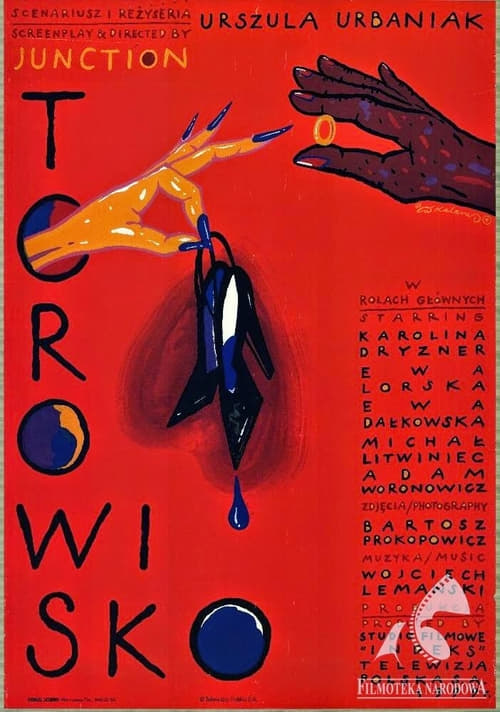 SCENARIUSZ I REŻYSERIA
URSZULA URBANIAK
SCREENPLAY & DIRECTED BY
JUNCTION
TOROWISKO
W
ROLACH GŁÓWNYCH
STARRING
KAROLINA
DRYZNER
EWA
LORSKA
EWA
DAŁKOWSKA
MICHAŁ
LITWINIEC
ADAM
WORONOWICZ
ZDJĘCIA/PHOTOGRAPHY
BARTOSZ
PROKOPOWICZ
MUZYKA/MUSIC
WOJCIECH
LEMAŃSKI
PRODUKCJA
PRODUCED BY
STUDIO FILMOWE
"INDEKS"
TELEWIZJA
POLSKA S.A.
FILMOTEKA NARODOWA